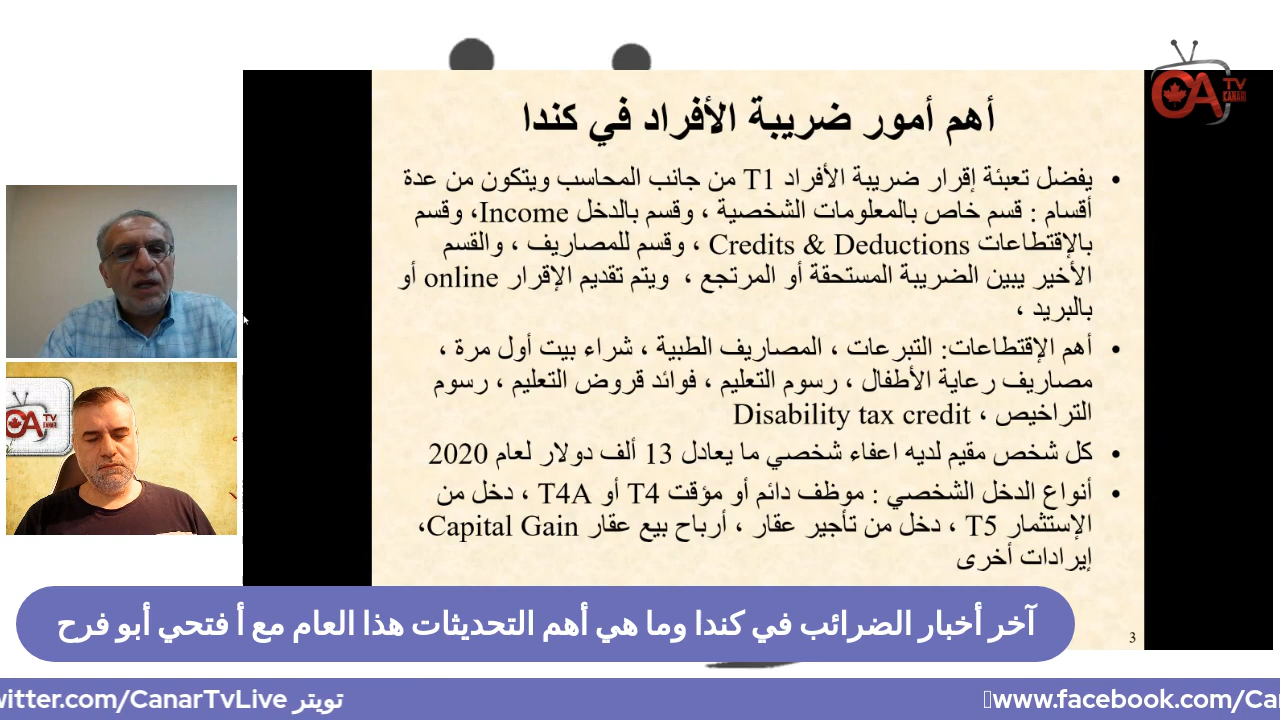 أهم أمور ضريبة الأفراد في كندا
• يفضل تعبئة إقرار ضريبة الأفراد T1 من جانب المحاسب ويتكون من عدة
أقسام : قسم خاص بالمعلومات الشخصية ، وقسم بالدخل Income، وقسم
بالإقتطاعات Credits & Deductions ، وقسم للمصاريف ، والقسم
الأخير يبين الضريبة المستحقة أو المرتجع ، ويتم تقديم الإقرار online أو
بالبريد ،
• أهم الإقتطاعات: التبرعات ، المصاريف الطبية ، شراء بيت أول مرة ،
مصاريف رعاية الأطفال ، رسوم التعليم ، فوائد قروض التعليم ، رسوم
التراخيص ، Disability tax credit
• كل شخص مقيم لديه اعفاء شخصي ما يعادل 13 ألف دولار لعام 2020
• أنواع الدخل الشخصي : موظف دائم أو مؤقت T4 أو T4A ، دخل من
الإستثمار T5 ، دخل من تأجير عقار ، أرباح بيع عقار Capital Gain،
إيرادات أخرى
3
CA TV CANAR
CA TV
آخر أخبار الضرائب في كندا وما هي أهم التحديثات هذا العام مع أ فتحي أبو فرح
witter.com/CanarTvLive تويتر
www.facebook.com/Car